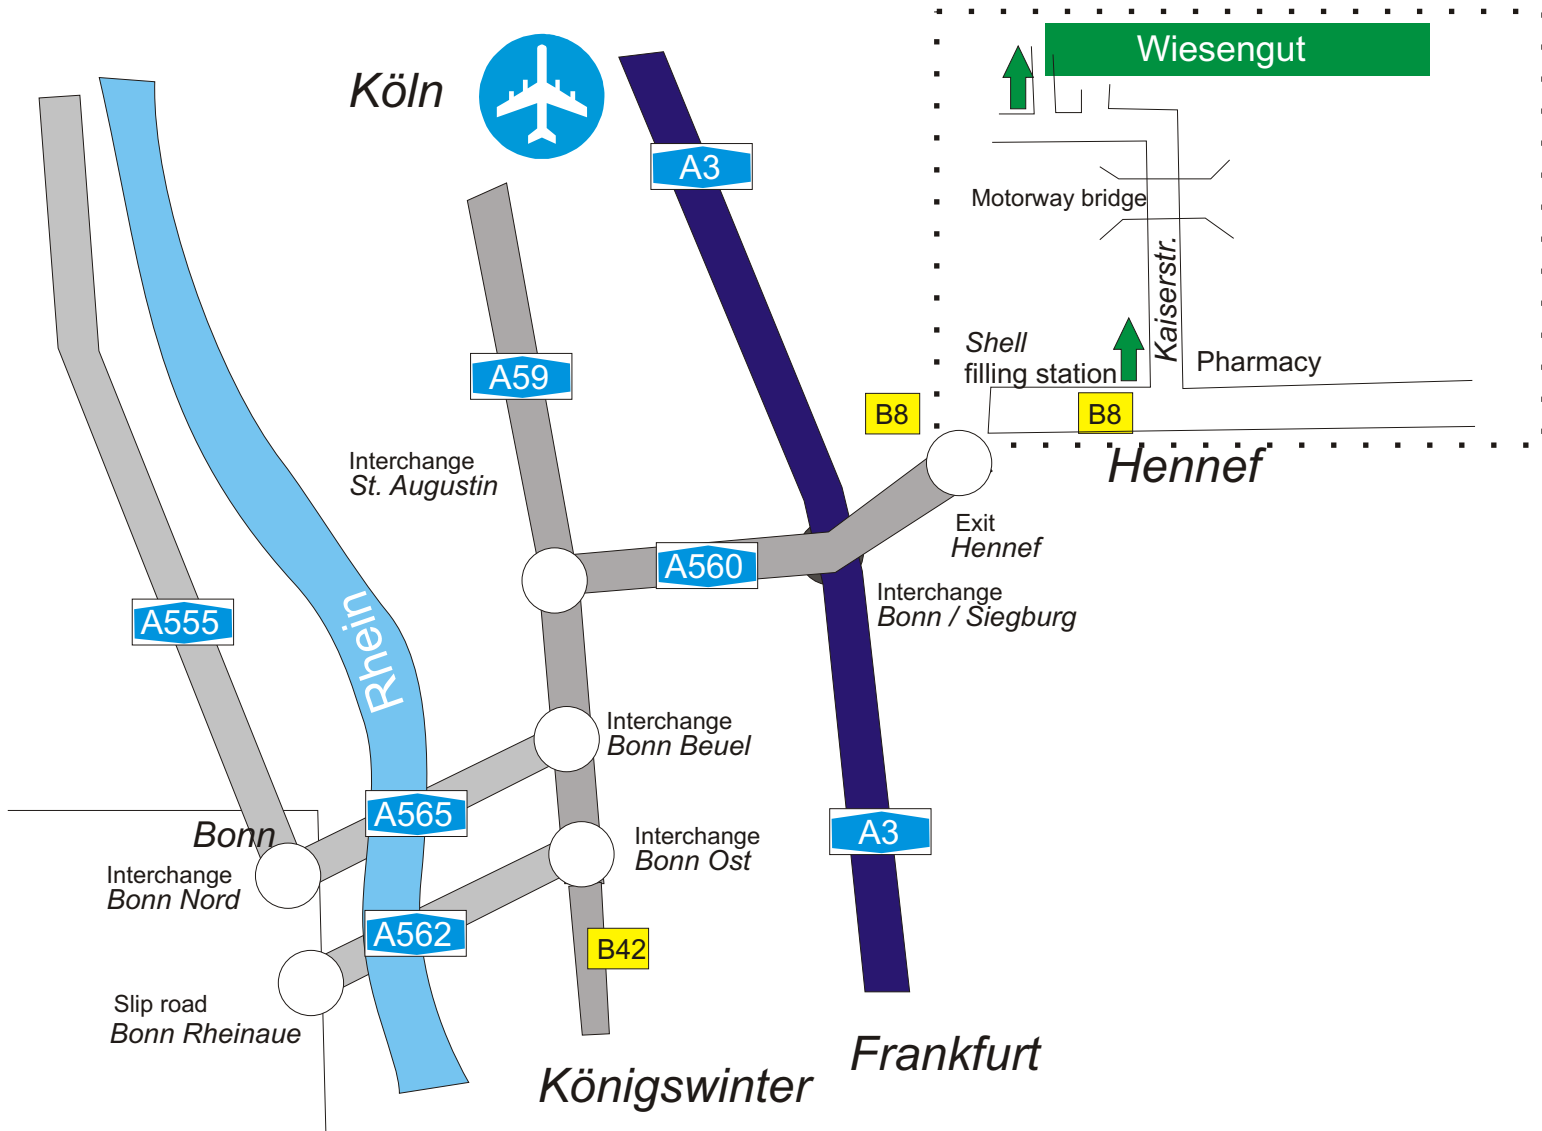 Wiesengut
Köln
A3
Motorway bridge
Kaiserstr.
Shell
filling station
Pharmacy
A59
B8
B8
Interchange
St. Augustin
Hennef
Exit
Hennef
A560
Interchange
Bonn / Siegburg
A555
Rhein
Interchange
Bonn Beuel
A565
Bonn
A3
Interchange
Bonn Ost
Interchange
Bonn Nord
A562
B42
Slip road
Bonn Rheinaue
Frankfurt
Königswinter